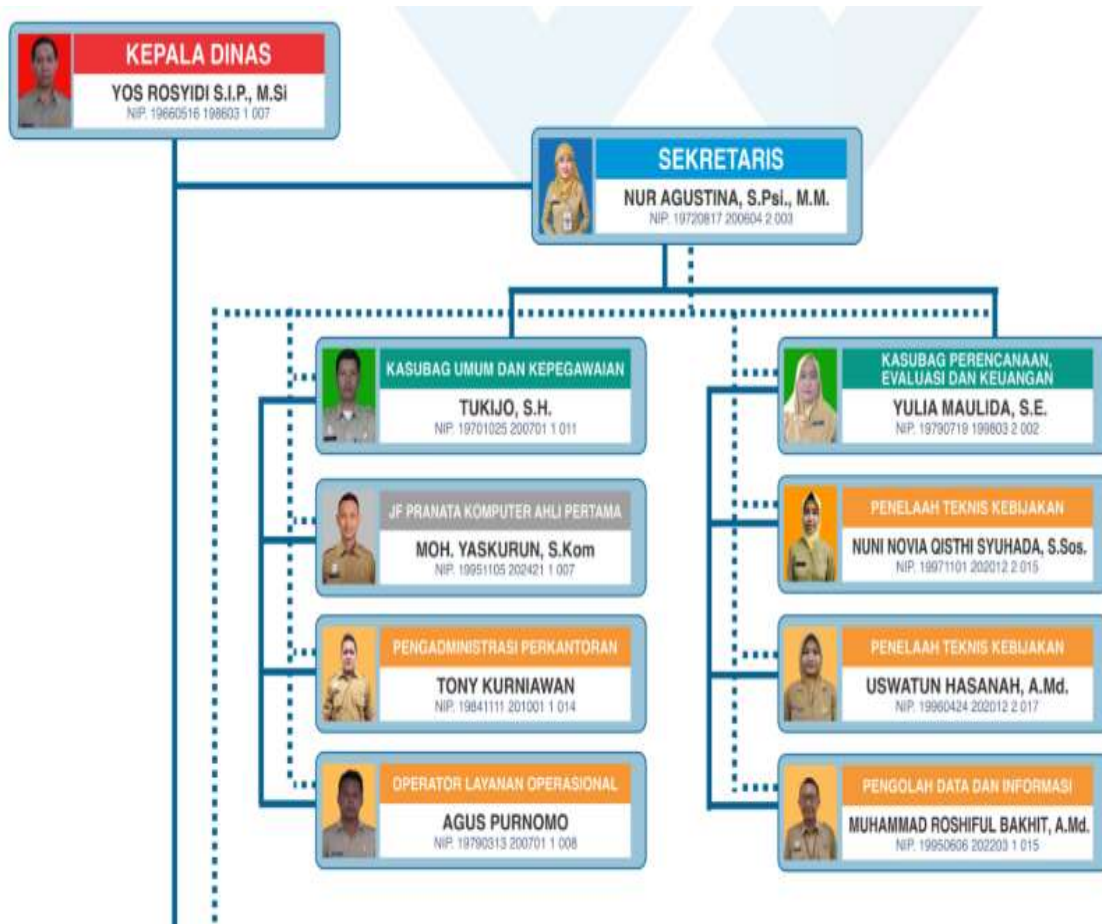 KEPALA DINAS
YOS ROSYIDI S.I.P., M.Si
NIP. 19660516 198603 1 007
SEKRETARIS
NUR AGUSTINA, S.Psi., M.M.
NIP. 19720817 200604 2 003
KASUBAG UMUM DAN KEPEGAWAIAN
TUKIJO, S.H.
NIP. 19701025 200701 1 011
JF PRANATA KOMPUTER AHLI PERTAMA
MOH. YASKURUN, S.Kom
NIP. 19951105 202421 1 007
PENGADMINISTRASI PERKANTORAN
TONY KURNIAWAN
NIP. 19841111 201001 1 014
OPERATOR LAYANAN OPERASIONAL
AGUS PURNOMO
NIP. 19790313 200701 1 008
KASUBAG PERENCANAAN,
EVALUASI DAN KEUANGAN
YULIA MAULIDA, S.E.
NIP. 19790719 199803 2 002
PENELAAH TEKNIS KEBIJAKAN
NUNI NOVIA QISTHI SYUHADA, S.Sos.
NIP. 19971101 202012 2 015
PENELAAH TEKNIS KEBIJAKAN
USWATUN HASANAH, A.Md.
NIP. 19960424 202012 2 017
PENGOLAH DATA DAN INFORMASI
MUHAMMAD ROSHIFUL BAKHIT, A.Md.
NIP. 19950606 202203 1 015